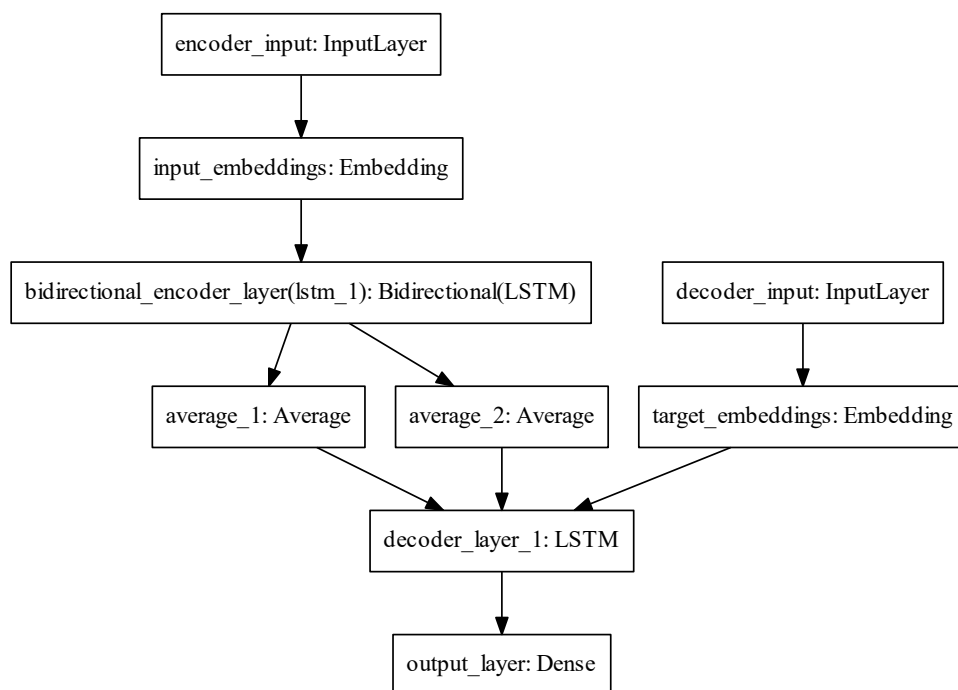 encoder_input: InputLayer
input_embeddings: Embedding
bidirectional_encoder_layer(lstm_1): Bidirectional(LSTM)
decoder_input: InputLayer
average_1: Average
average_2: Average
target_embeddings: Embedding
decoder_layer_1: LSTM
output_layer: Dense